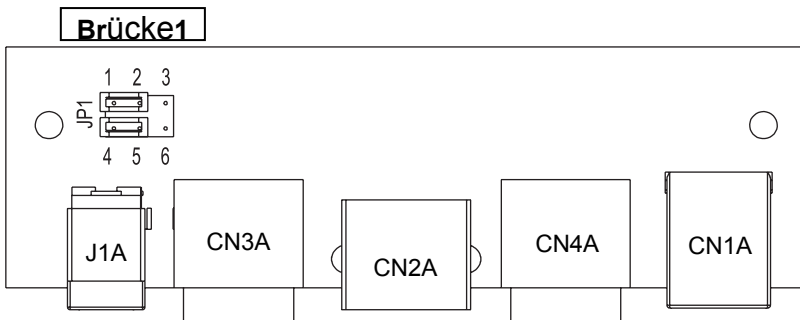 Brücke1
1 2 3
JP1
4 5 6
J1A
CN3A
CN2A
CN4A
CN1A